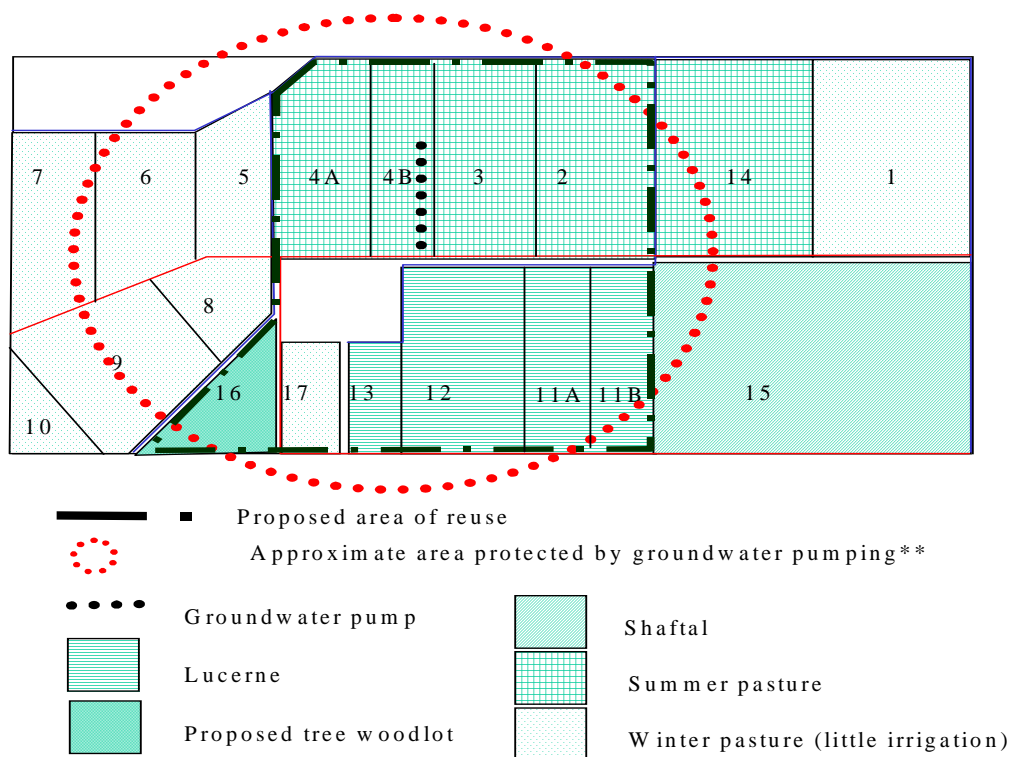 7 6 5 4A 4B 3 2 14 1
8
9 16 17 13 12 11A 11B 15
10
Proposed area of reuse
Approximate area protected by groundwater pumping**
Groundwater pump
Shaftal
Lucerne
Summer pasture
Proposed tree woodlot
Winter pasture (little irrigation)